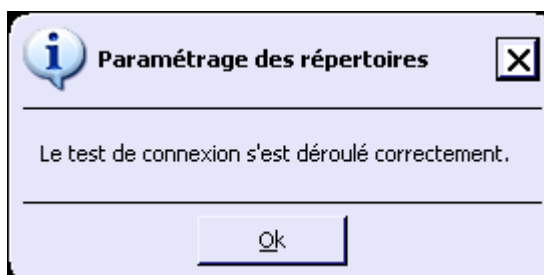 Paramétrage des répertoires
Le test de connexion s'est déroulé correctement.
Ok